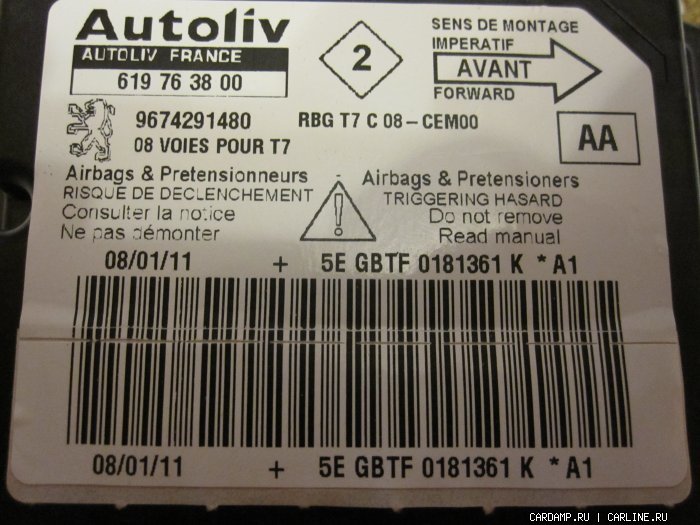 Autoliv
AUTOLIV FRANCE
619 76 38 00
2
SENS DE MONTAGE
IMPERATIF
AVANT
FORWARD
9674291480
08 VOIES POUR T7
RBG T7 C 08-CEM00
AA
Airbags & Pretensionneurs
RISQUE DE DECLENCHEMENT
Consulter la notice
Ne pas démonter
!
Airbags & Pretensioners
TRIGGERING HASARD
Do not remove
Read manual
08/01/11 + 5E GBTF 0181361 K *A1
08/01/11 + 5E GBTF 0181361 K *A1
CARDAMP.RU | CARLINE.RU